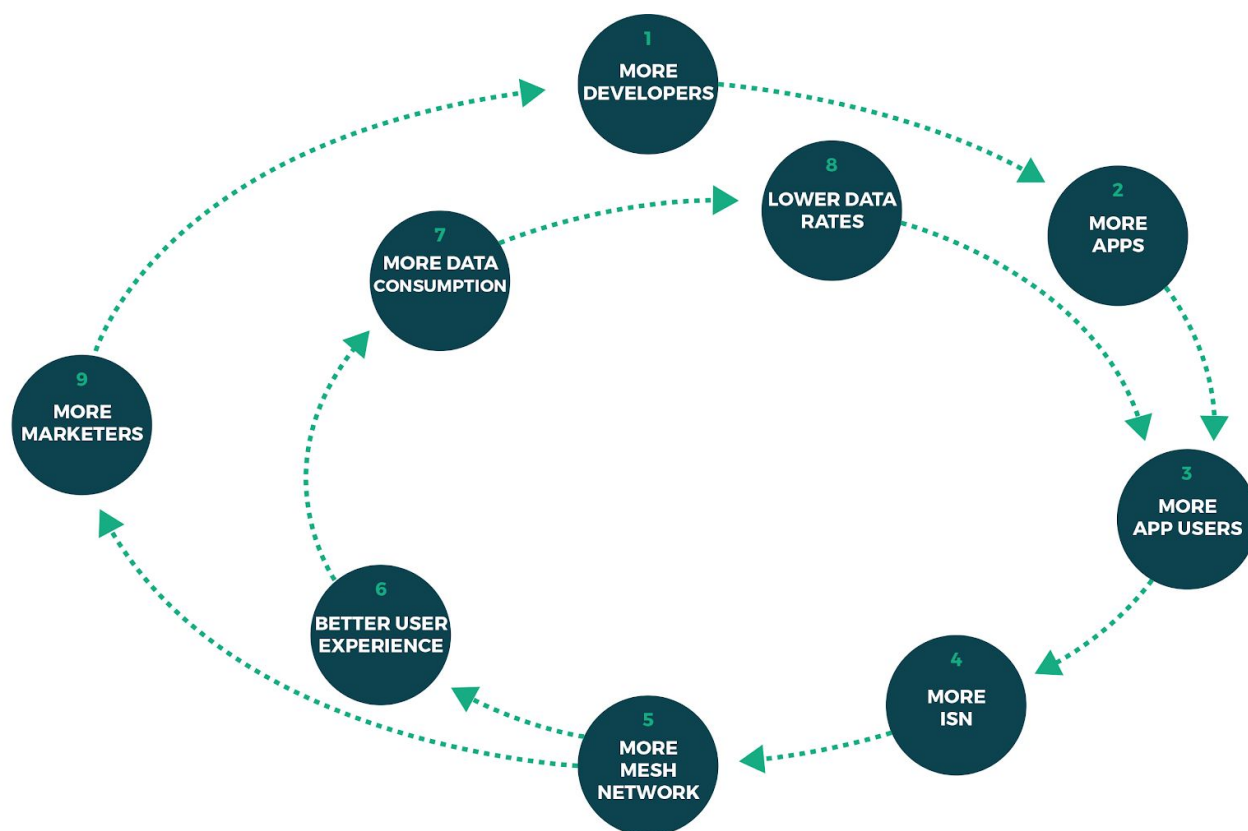 1
MORE
DEVELOPERS
2
MORE
APPS
3
MORE
APP USERS
4
MORE
ISN
5
MORE
MESH
NETWORK
6
BETTER USER
EXPERIENCE
7
MORE DATA
CONSUMPTION
8
LOWER DATA
RATES
9
MORE
MARKETERS